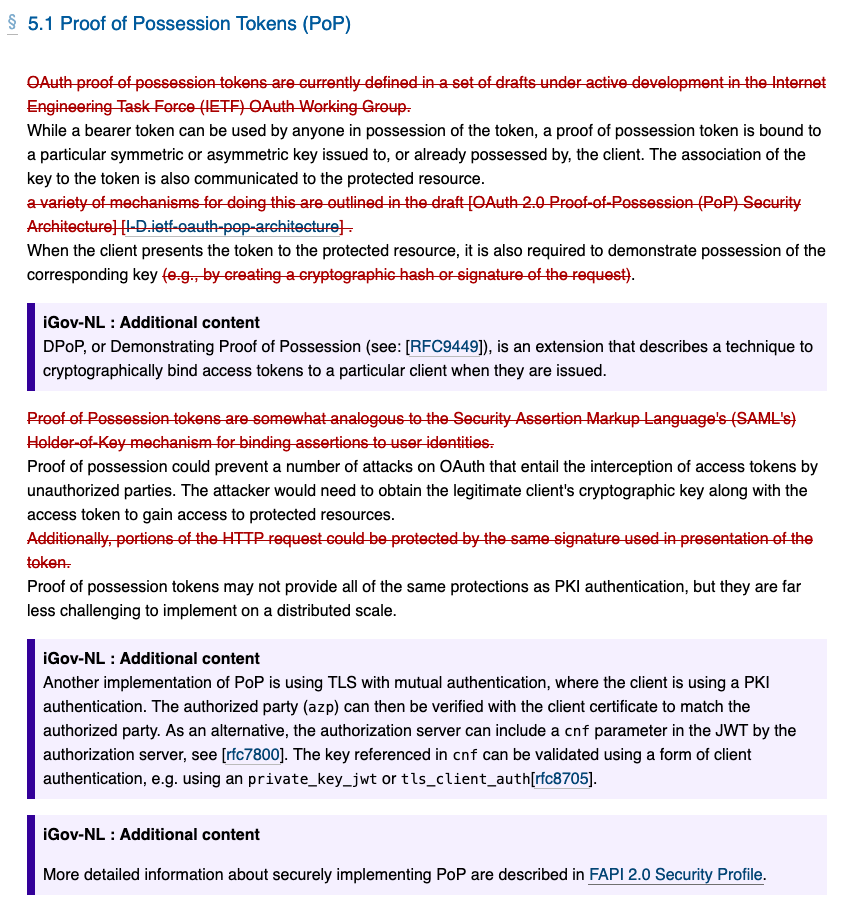 § 5.1 Proof of Possession Tokens (PoP)
OAuth proof of possession tokens are currently defined in a set of drafts under active development in the Internet
Engineering Task Force (IETF) OAuth Working Group.
While a bearer token can be used by anyone in possession of the token, a proof of possession token is bound to
a particular symmetric or asymmetric key issued to, or already possessed by, the client. The association of the
key to the token is also communicated to the protected resource.
a variety of mechanisms for doing this are outlined in the draft [OAuth 2.0 Proof-of-Possession (PoP) Security
Architecture] [I-D.ietf-oauth-pop-architecture] .
When the client presents the token to the protected resource, it is also required to demonstrate possession of the
corresponding key (e.g., by creating a cryptographic hash or signature of the request).
iGov-NL : Additional content
DPoP, or Demonstrating Proof of Possession (see: [RFC9449]), is an extension that describes a technique to
cryptographically bind access tokens to a particular client when they are issued.
Proof of Possession tokens are somewhat analogous to the Security Assertion Markup Language's (SAML's)
Holder-of-Key mechanism for binding assertions to user identities.
Proof of possession could prevent a number of attacks on OAuth that entail the interception of access tokens by
unauthorized parties. The attacker would need to obtain the legitimate client's cryptographic key along with the
access token to gain access to protected resources.
Additionally, portions of the HTTP request could be protected by the same signature used in presentation of the
token.
Proof of possession tokens may not provide all of the same protections as PKI authentication, but they are far
less challenging to implement on a distributed scale.
iGov-NL : Additional content
Another implementation of PoP is using TLS with mutual authentication, where the client is using a PKI
authentication. The authorized party (azp) can then be verified with the client certificate to match the
authorized party. As an alternative, the authorization server can include a cnf parameter in the JWT by the
authorization server, see [rfc7800]. The key referenced in cnf can be validated using a form of client
authentication, e.g. using an private_key_jwt or tls_client_auth[rfc8705].
iGov-NL : Additional content
More detailed information about securely implementing PoP are described in FAPI 2.0 Security Profile.